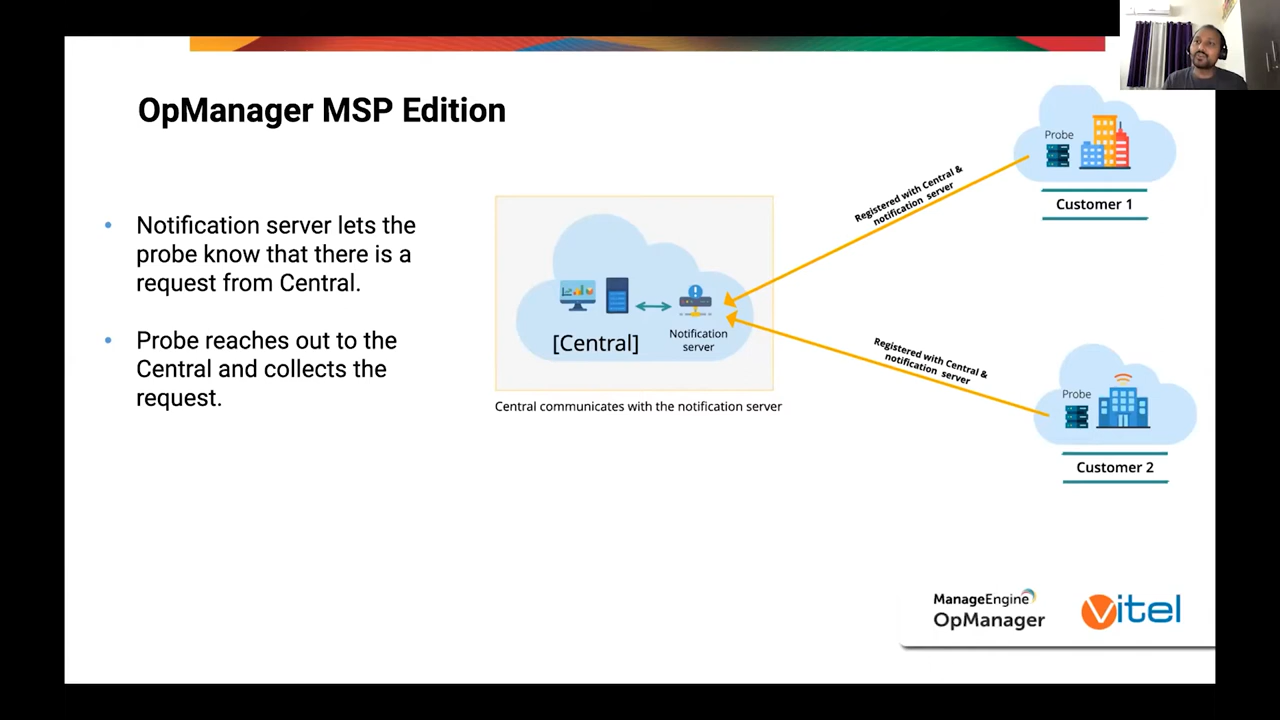 OpManager MSP Edition
Notification server lets the
probe know that there is a
request from Central.
Probe reaches out to the
Central and collects the
request.
[Central]
Notification
server
Central communicates with the notification server
Registered with Central &
notification server
Probe
Customer 1
Registered with Central &
notification server
Probe
Customer 2
ManageEngine
OpManager
Vitel